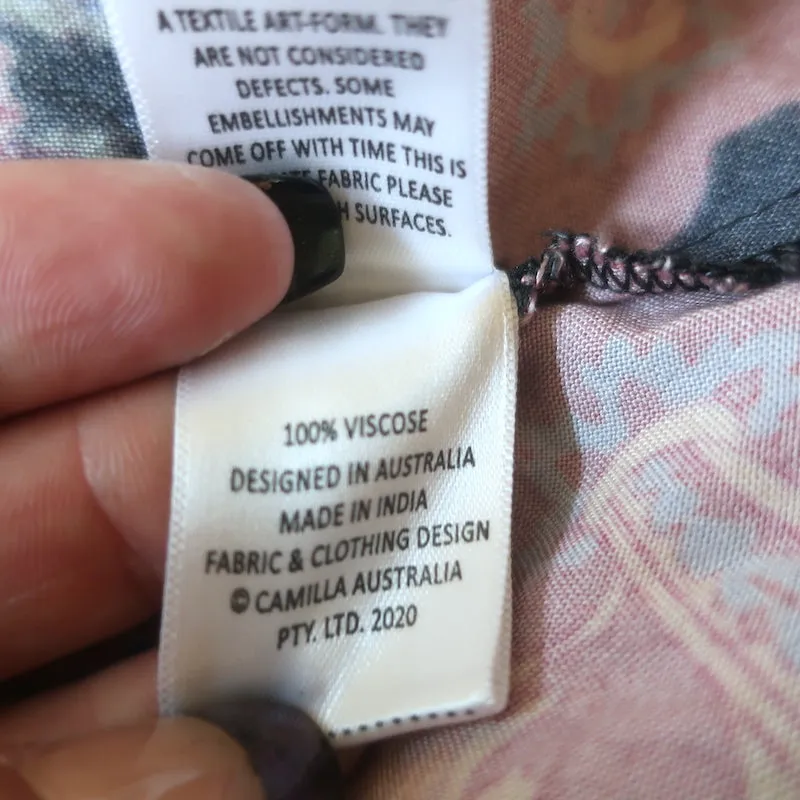 A TEXTILE ART-FORM. THEY
ARE NOT CONSIDERED
DEFECTS. SOME
EMBELLISHMENTS MAY
COME OFF WITH TIME THIS IS
FABRIC PLEASE
SURFACES.
100% VISCOSE
DESIGNED IN AUSTRALIA
MADE IN INDIA
FABRIC & CLOTHING DESIGN
© CAMILLA AUSTRALIA
PTY. LTD. 2020